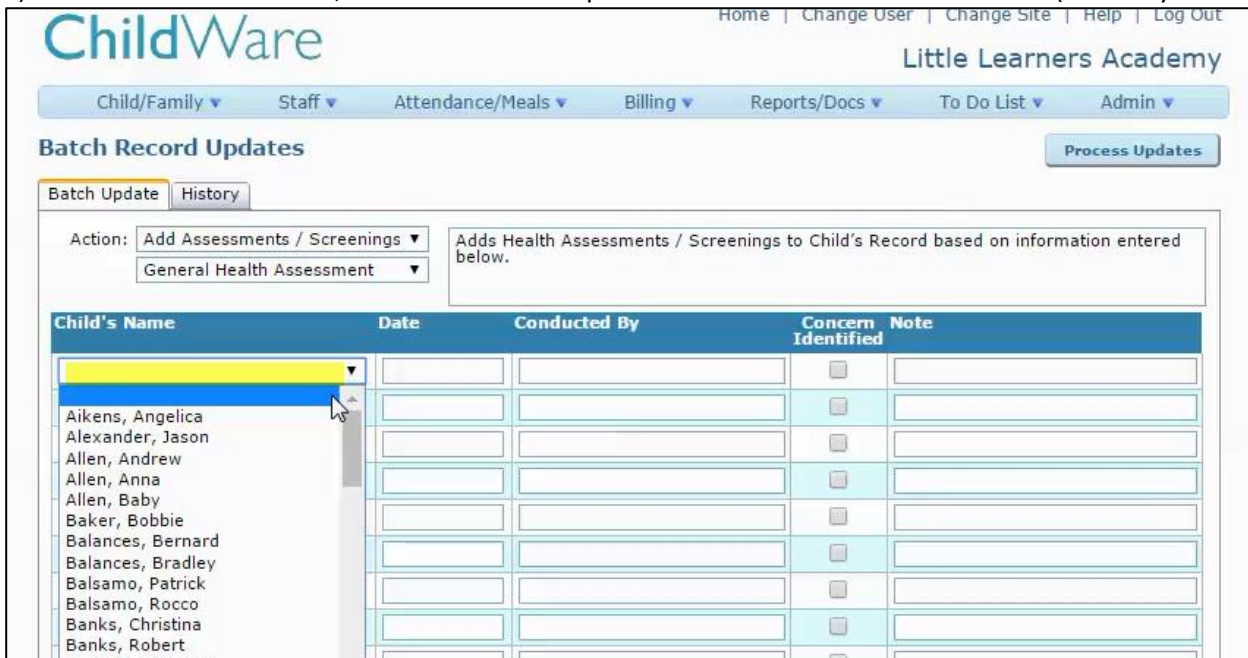 Home | Change User | Change Site | Help | Log Out
ChildWare
Little Learners Academy
Child/Family ▼ Staff ▼ Attendance/Meals ▼ Billing ▼ Reports/Docs ▼ To Do List ▼ Admin ▼
Batch Record Updates
Process Updates
Batch Update History
Action: Add Assessments / Screenings ▼
General Health Assessment ▼
Adds Health Assessments / Screenings to Child's Record based on information entered
below.
Child's Name Date Conducted By Concern Identified Note
Aikens, Angelica
Alexander, Jason
Allen, Andrew
Allen, Anna
Allen, Baby
Baker, Bobbie
Balances, Bernard
Balances, Bradley
Balsamo, Patrick
Balsamo, Rocco
Banks, Christina
Banks, Robert